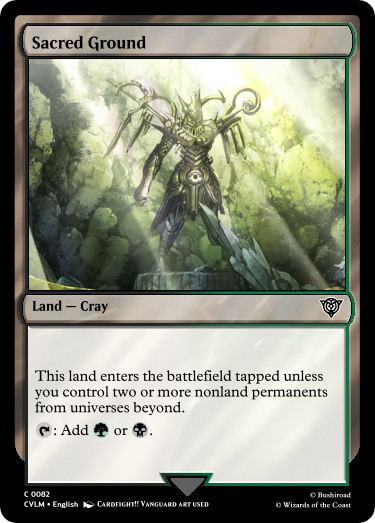 Sacred Ground
Land — Cray
This land enters the battlefield tapped unless
you control two or more nonland permanents
from universes beyond.
: Add or .
C 0082
© Bushiroad
CVLM • English CARDFIGHT!! VANGUARD ART USED
© Wizards of the Coast